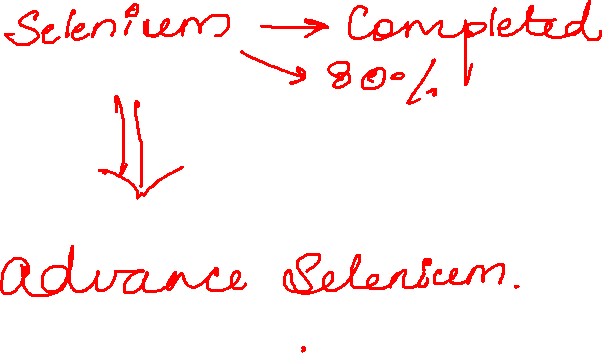 Selenium → Completed
→ 80%
Advance Selenium.